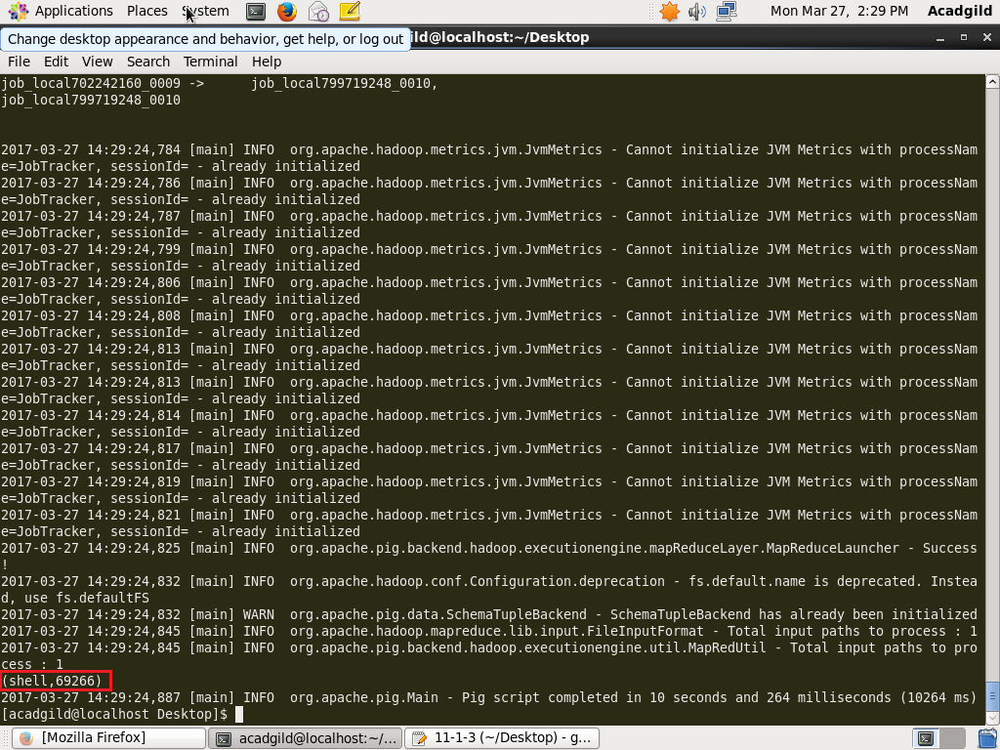 Applications Places System Mon Mar 27, 2:29 PM Acadgild
Change desktop appearance and behavior, get help, or log out
gild@localhost:~/Desktop
File Edit View Search Terminal Help
job_local702242160_0009 -> job_local799719248_0010,
job_local799719248_0010
2017-03-27 14:29:24,784 [main] INFO org.apache.hadoop.metrics.jvm.JvmMetrics - Cannot initialize JVM Metrics with processNam
e=JobTracker, sessionId= - already initialized
2017-03-27 14:29:24,786 [main] INFO org.apache.hadoop.metrics.jvm.JvmMetrics - Cannot initialize JVM Metrics with processNam
e=JobTracker, sessionId= - already initialized
2017-03-27 14:29:24,787 [main] INFO org.apache.hadoop.metrics.jvm.JvmMetrics - Cannot initialize JVM Metrics with processNam
e=JobTracker, sessionId= - already initialized
2017-03-27 14:29:24,799 [main] INFO org.apache.hadoop.metrics.jvm.JvmMetrics - Cannot initialize JVM Metrics with processNam
e=JobTracker, sessionId= - already initialized
2017-03-27 14:29:24,806 [main] INFO org.apache.hadoop.metrics.jvm.JvmMetrics - Cannot initialize JVM Metrics with processNam
e=JobTracker, sessionId= - already initialized
2017-03-27 14:29:24,808 [main] INFO org.apache.hadoop.metrics.jvm.JvmMetrics - Cannot initialize JVM Metrics with processNam
e=JobTracker, sessionId= - already initialized
2017-03-27 14:29:24,813 [main] INFO org.apache.hadoop.metrics.jvm.JvmMetrics - Cannot initialize JVM Metrics with processNam
e=JobTracker, sessionId= - already initialized
2017-03-27 14:29:24,813 [main] INFO org.apache.hadoop.metrics.jvm.JvmMetrics - Cannot initialize JVM Metrics with processNam
e=JobTracker, sessionId= - already initialized
2017-03-27 14:29:24,814 [main] INFO org.apache.hadoop.metrics.jvm.JvmMetrics - Cannot initialize JVM Metrics with processNam
e=JobTracker, sessionId= - already initialized
2017-03-27 14:29:24,817 [main] INFO org.apache.hadoop.metrics.jvm.JvmMetrics - Cannot initialize JVM Metrics with processNam
e=JobTracker, sessionId= - already initialized
2017-03-27 14:29:24,819 [main] INFO org.apache.hadoop.metrics.jvm.JvmMetrics - Cannot initialize JVM Metrics with processNam
e=JobTracker, sessionId= - already initialized
2017-03-27 14:29:24,821 [main] INFO org.apache.hadoop.metrics.jvm.JvmMetrics - Cannot initialize JVM Metrics with processNam
e=JobTracker, sessionId= - already initialized
2017-03-27 14:29:24,825 [main] INFO org.apache.pig.backend.hadoop.executionengine.mapReduceLayer.MapReduceLauncher - Success
!
2017-03-27 14:29:24,832 [main] INFO org.apache.hadoop.conf.Configuration.deprecation - fs.default.name is deprecated. Instea
d, use fs.defaultFS
2017-03-27 14:29:24,832 [main] WARN org.apache.pig.data.SchemaTupleBackend - SchemaTupleBackend has already been initialized
2017-03-27 14:29:24,845 [main] INFO org.apache.hadoop.mapreduce.lib.input.FileInputFormat - Total input paths to process : 1
2017-03-27 14:29:24,845 [main] INFO org.apache.pig.backend.hadoop.executionengine.util.MapRedUtil - Total input paths to pro
cess : 1
(shell,69266)
2017-03-27 14:29:24,887 [main] INFO org.apache.pig.Main - Pig script completed in 10 seconds and 264 milliseconds (10264 ms)
[acadgild@localhost Desktop]$
[Mozilla Firefox] acadgild@localhost:~/... 11-1-3 (~/Desktop) - g...